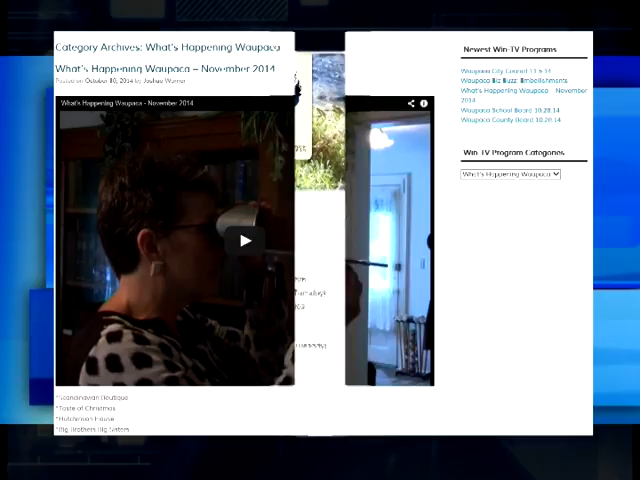 Category Archives: What's Happening Waupaca
What's Happening Waupaca – November 2014
Posted on October 10, 2014 by Joshua Werner
What's Happening Waupaca - November 2014
*Scandinavian Boutique
*Taste of Christmas
*Hutchinson House
*Big Brothers Big Sisters
Newest Win-TV Programs
Waupaca City Council 11.5.14
Waupaca Biz Buzz: Embellishments
What's Happening Waupaca – November
2014
Waupaca School Board 10.28.14
Waupaca County Board 10.28.14
Win-TV Program Categories
What's Happening Waupaca